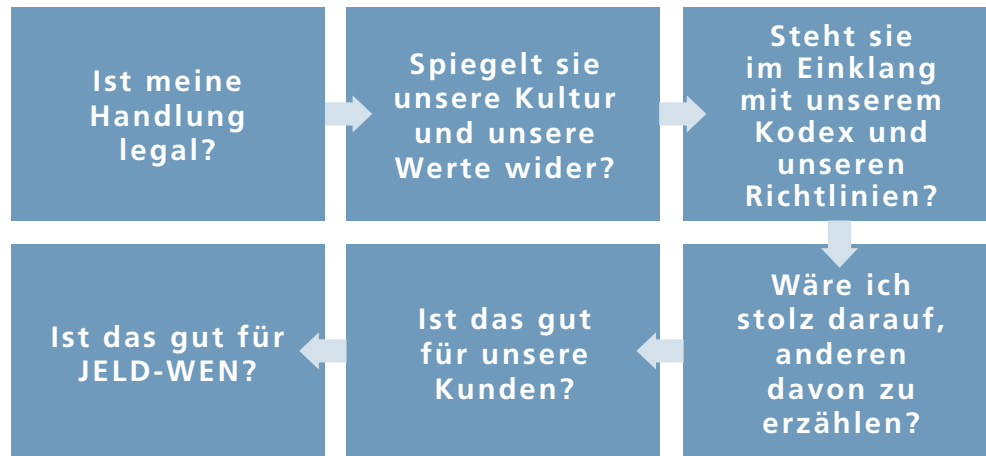 Ist meine
Handlung
legal?
Spiegelt sie
unsere Kultur
und unsere
Werte wider?
Steht sie
im Einklang
mit unserem
Kodex und
unseren
Richtlinien?
Wäre ich
stolz darauf,
anderen
davon zu
erzählen?
Ist das gut
für unsere
Kunden?
Ist das gut für
JELD-WEN?